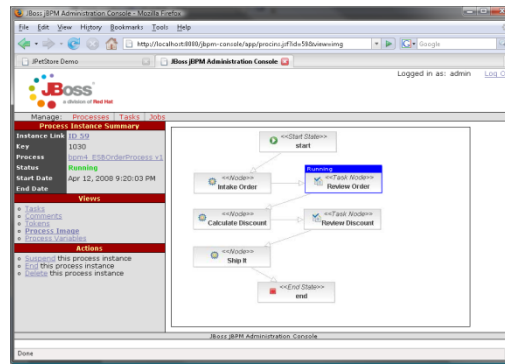 JBoss jBPM Administration Console - Mozilla Firefox
File Edit View History Bookmarks Tools Help
http://localhost:8080/jbpm-console/app/procins.jsf?id=59&view=img
Google
JPetStore Demo
JBoss jBPM Administration Console
Logged in as: admin
JBoss
a division of Red Hat
Manage: Processes Tasks Jobs
Process Instance Summary
Instance Link ID 59
Key 1030
Process bpm4_ESBOrderProcess v1
Status Running
Start Date Apr 12, 2008 9:20:03 PM
End Date
Views
Tasks
Comments
Tokens
Process Image
Process Variables
Actions
Suspend this process instance
End this process instance
Delete this process instance
<<Start State>>
start
Running
<<Node>>
Intake Order
<<Task Node>>
Review Order
<<Node>>
Calculate Discount
<<Task Node>>
Review Discount
<<Node>>
Ship It
<<End State>>
end
JBoss jBPM Administration Console
Done